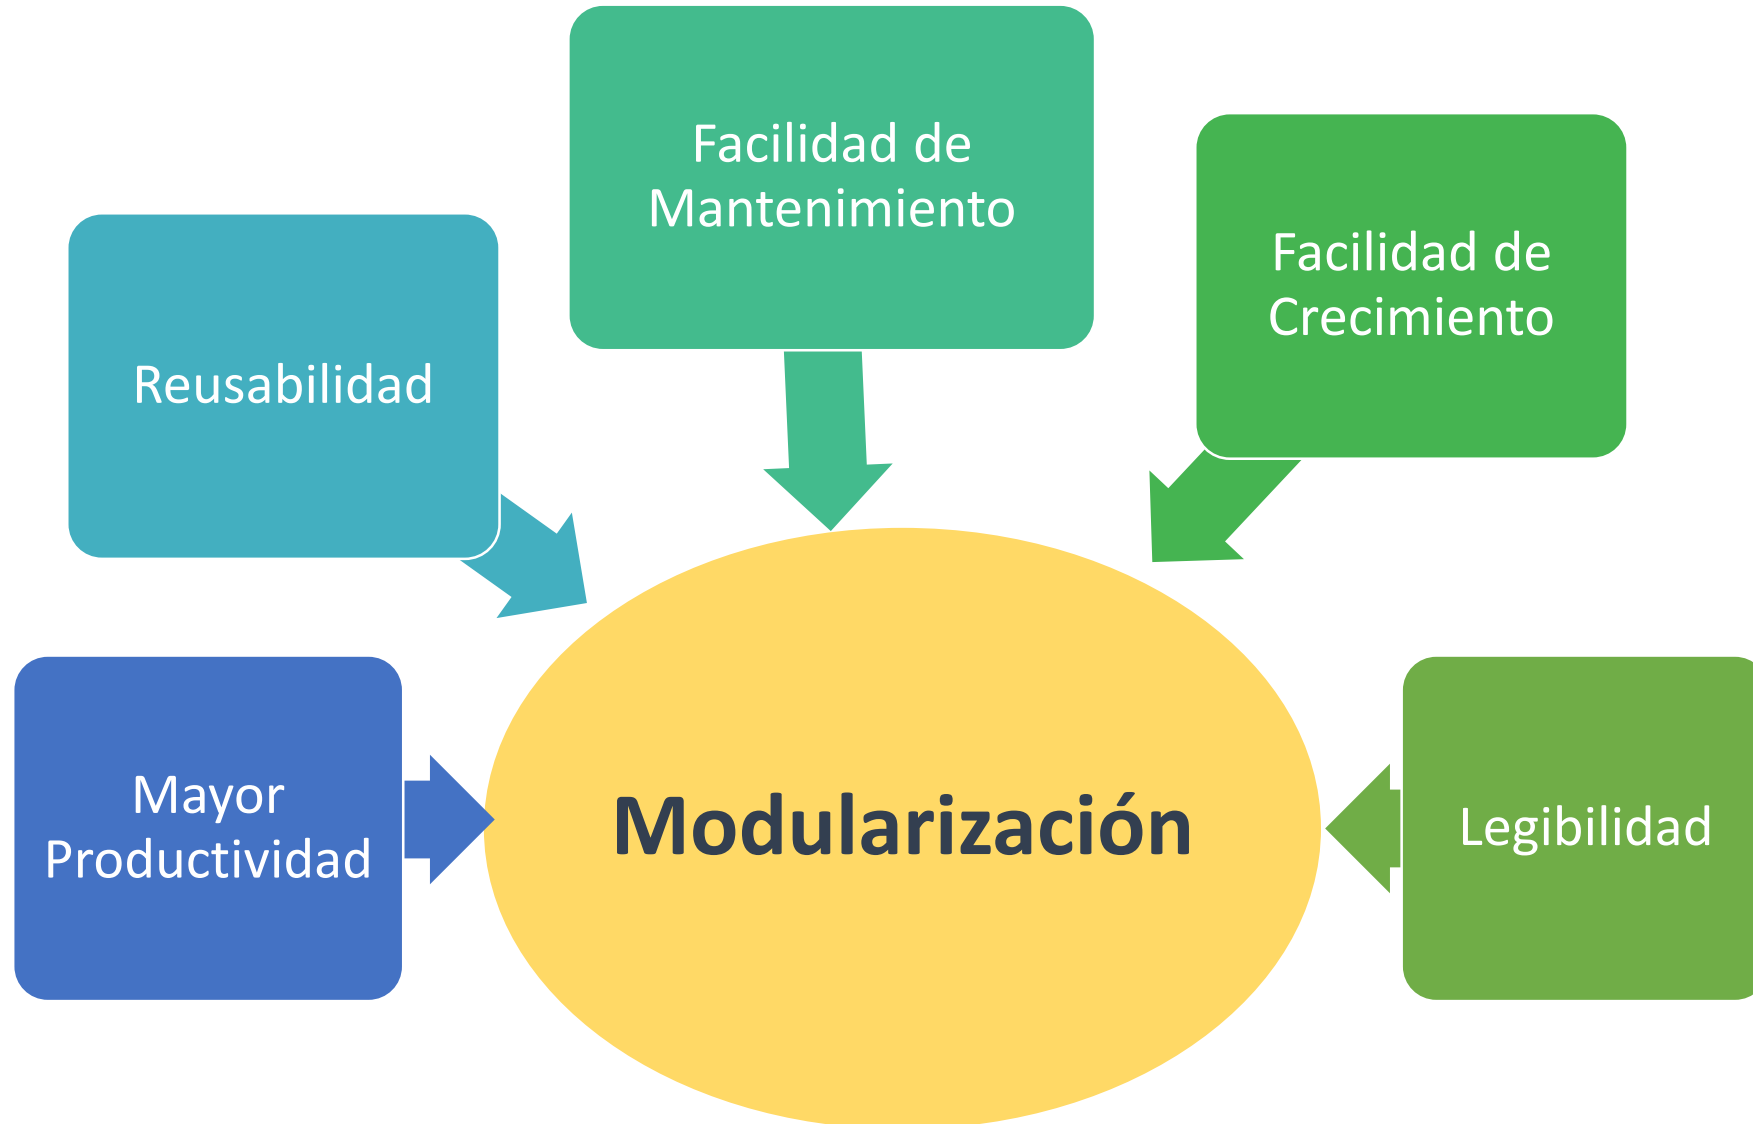 Facilidad de
Mantenimiento
Facilidad de
Crecimiento
Reusabilidad
Mayor
Productividad
Modularización
Legibilidad